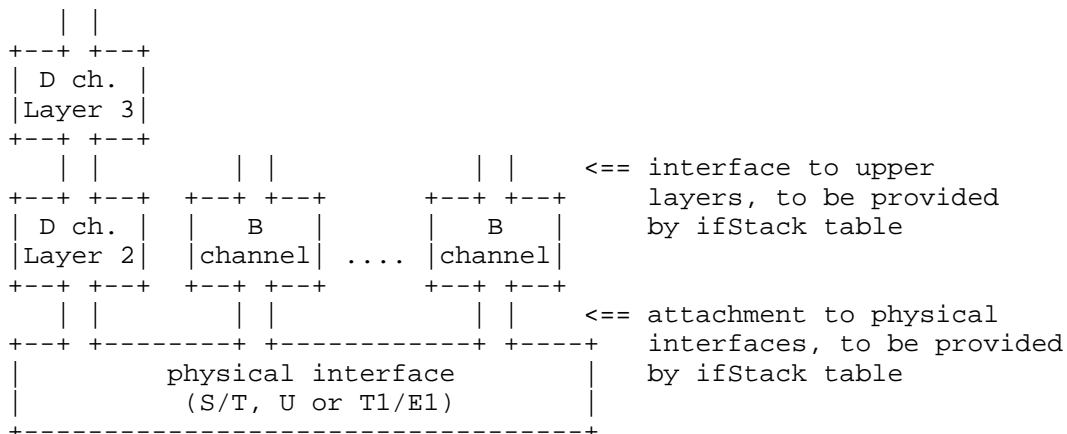 D ch.
Layer 3
<== interface to upper
layers, to be provided
D ch. B B by ifStack table
Layer 2 channel .... channel
<== attachment to physical
interfaces, to be provided
physical interface by ifStack table
(S/T, U or T1/E1)